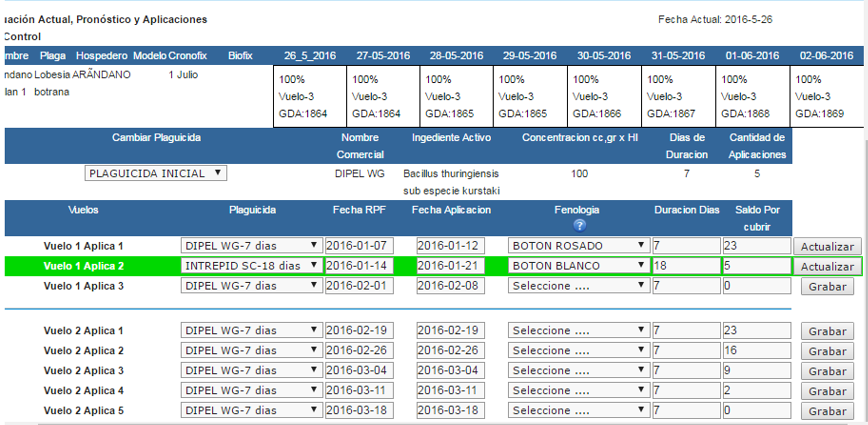 uación Actual, Pronóstico y Aplicaciones Fecha Actual: 2016-5-26
Control
mbre Plaga Hospedero Modelo Cronofix Biofix 26_5_2016 27-05-2016 28-05-2016 29-05-2016 30-05-2016 31-05-2016 01-06-2016 02-06-2016
ndano Lobesia ARÃNDANO 1 Julio 100% 100% 100% 100% 100% 100% 100% 100%
lan 1 botrana Vuelo-3 Vuelo-3 Vuelo-3 Vuelo-3 Vuelo-3 Vuelo-3 Vuelo-3 Vuelo-3
GDA:1864 GDA:1864 GDA:1865 GDA:1865 GDA:1866 GDA:1867 GDA:1868 GDA:1869
Cambiar Plaguicida Nombre Ingediente Activo Concentracion cc,gr x Hl Dias de Cantidad de
Comercial Duracion Aplicaciones
PLAGUICIDA INICIAL DIPEL WG Bacillus thuringiensis 100 7 5
sub especie kurstaki
Vuelos Plaguicida Fecha RPF Fecha Aplicacion Fenologia Duracion Dias Saldo Por
? cubrir
Vuelo 1 Aplica 1 DIPEL WG-7 dias 2016-01-07 2016-01-12 BOTON ROSADO 7 23 Actualizar
Vuelo 1 Aplica 2 INTREPID SC-18 dias 2016-01-14 2016-01-21 BOTON BLANCO 18 5 Actualizar
Vuelo 1 Aplica 3 DIPEL WG-7 dias 2016-02-01 2016-02-08 Seleccione .... 7 0 Grabar
Vuelo 2 Aplica 1 DIPEL WG-7 dias 2016-02-19 2016-02-19 Seleccione .... 7 23 Grabar
Vuelo 2 Aplica 2 DIPEL WG-7 dias 2016-02-26 2016-02-26 Seleccione .... 7 16 Grabar
Vuelo 2 Aplica 3 DIPEL WG-7 dias 2016-03-04 2016-03-04 Seleccione .... 7 9 Grabar
Vuelo 2 Aplica 4 DIPEL WG-7 dias 2016-03-11 2016-03-11 Seleccione .... 7 2 Grabar
Vuelo 2 Aplica 5 DIPEL WG-7 dias 2016-03-18 2016-03-18 Seleccione .... 7 0 Grabar